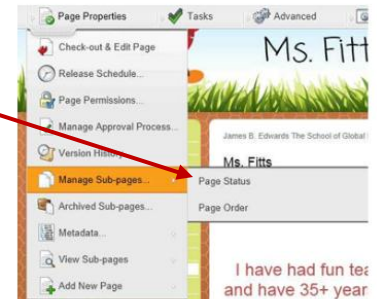 Page Properties Tasks Advanced
Ms. Fitt
Check-out & Edit Page
Release Schedule...
Page Permissions...
Manage Approval Process...
Version History
James B. Edwards The School of Global
Ms. Fitts
Manage Sub-pages...
Page Status
Archived Sub-pages...
Page Order
Metadata...
View Sub-pages
Add New Page
I have had fun tea
and have 35+ year